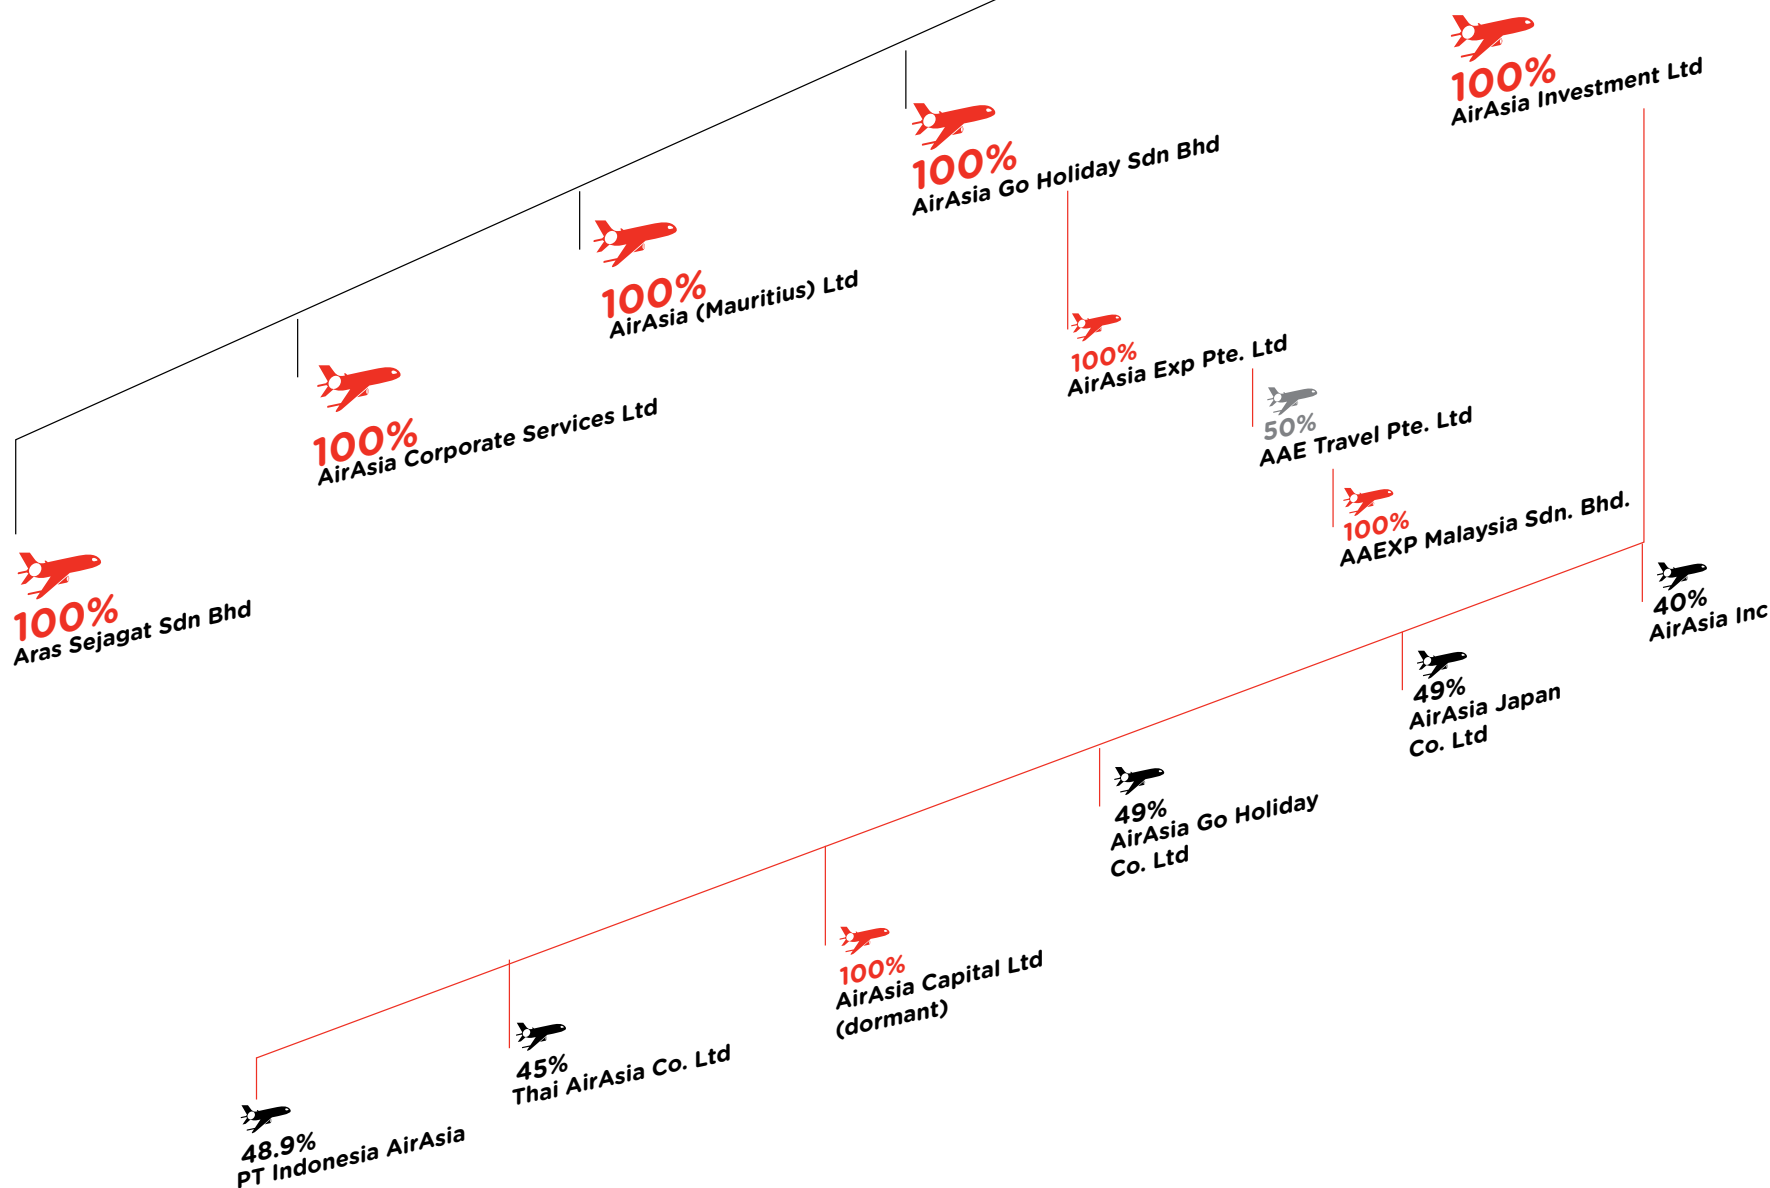 100%
AirAsia Investment Ltd
100%
AirAsia Go Holiday Sdn Bhd
100%
AirAsia (Mauritius) Ltd
100%
AirAsia Exp Pte. Ltd
100%
AirAsia Corporate Services Ltd
50%
AAE Travel Pte. Ltd
100%
AAEXP Malaysia Sdn. Bhd.
100%
Aras Sejagat Sdn Bhd
40%
AirAsia Inc
49%
AirAsia Japan
Co. Ltd
49%
AirAsia Go Holiday
Co. Ltd
100%
AirAsia Capital Ltd
(dormant)
45%
Thai AirAsia Co. Ltd
48.9%
PT Indonesia AirAsia